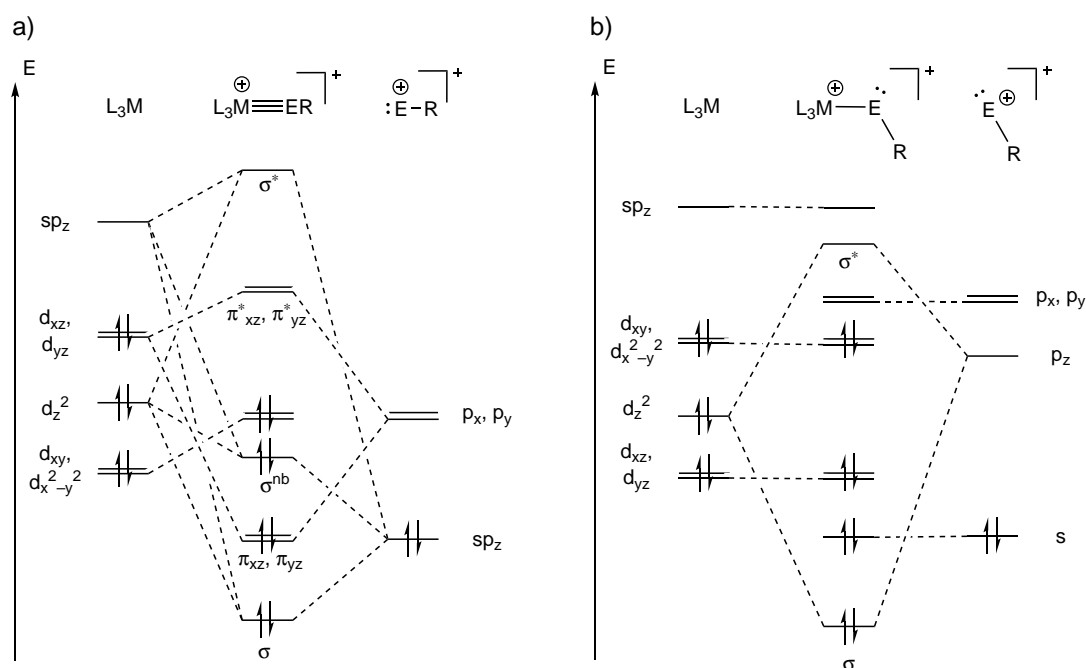 a)
E
L₃M
L₃M⊕≡ER ⌉+
:E⊕–R ⌉+
σ*
sp_z
π*_xz, π*_yz
d_xz,
d_yz
d_z²
p_x, p_y
d_xy,
d_x²–y²
σ^nb
sp_z
π_xz, π_yz
σ
b)
E
L₃M
L₃M⊕–E
R
+
E⊕
R
+
sp_z
σ*
p_x, p_y
d_xy,
d_x²–y²
p_z
d_z²
d_xz,
d_yz
s
σ